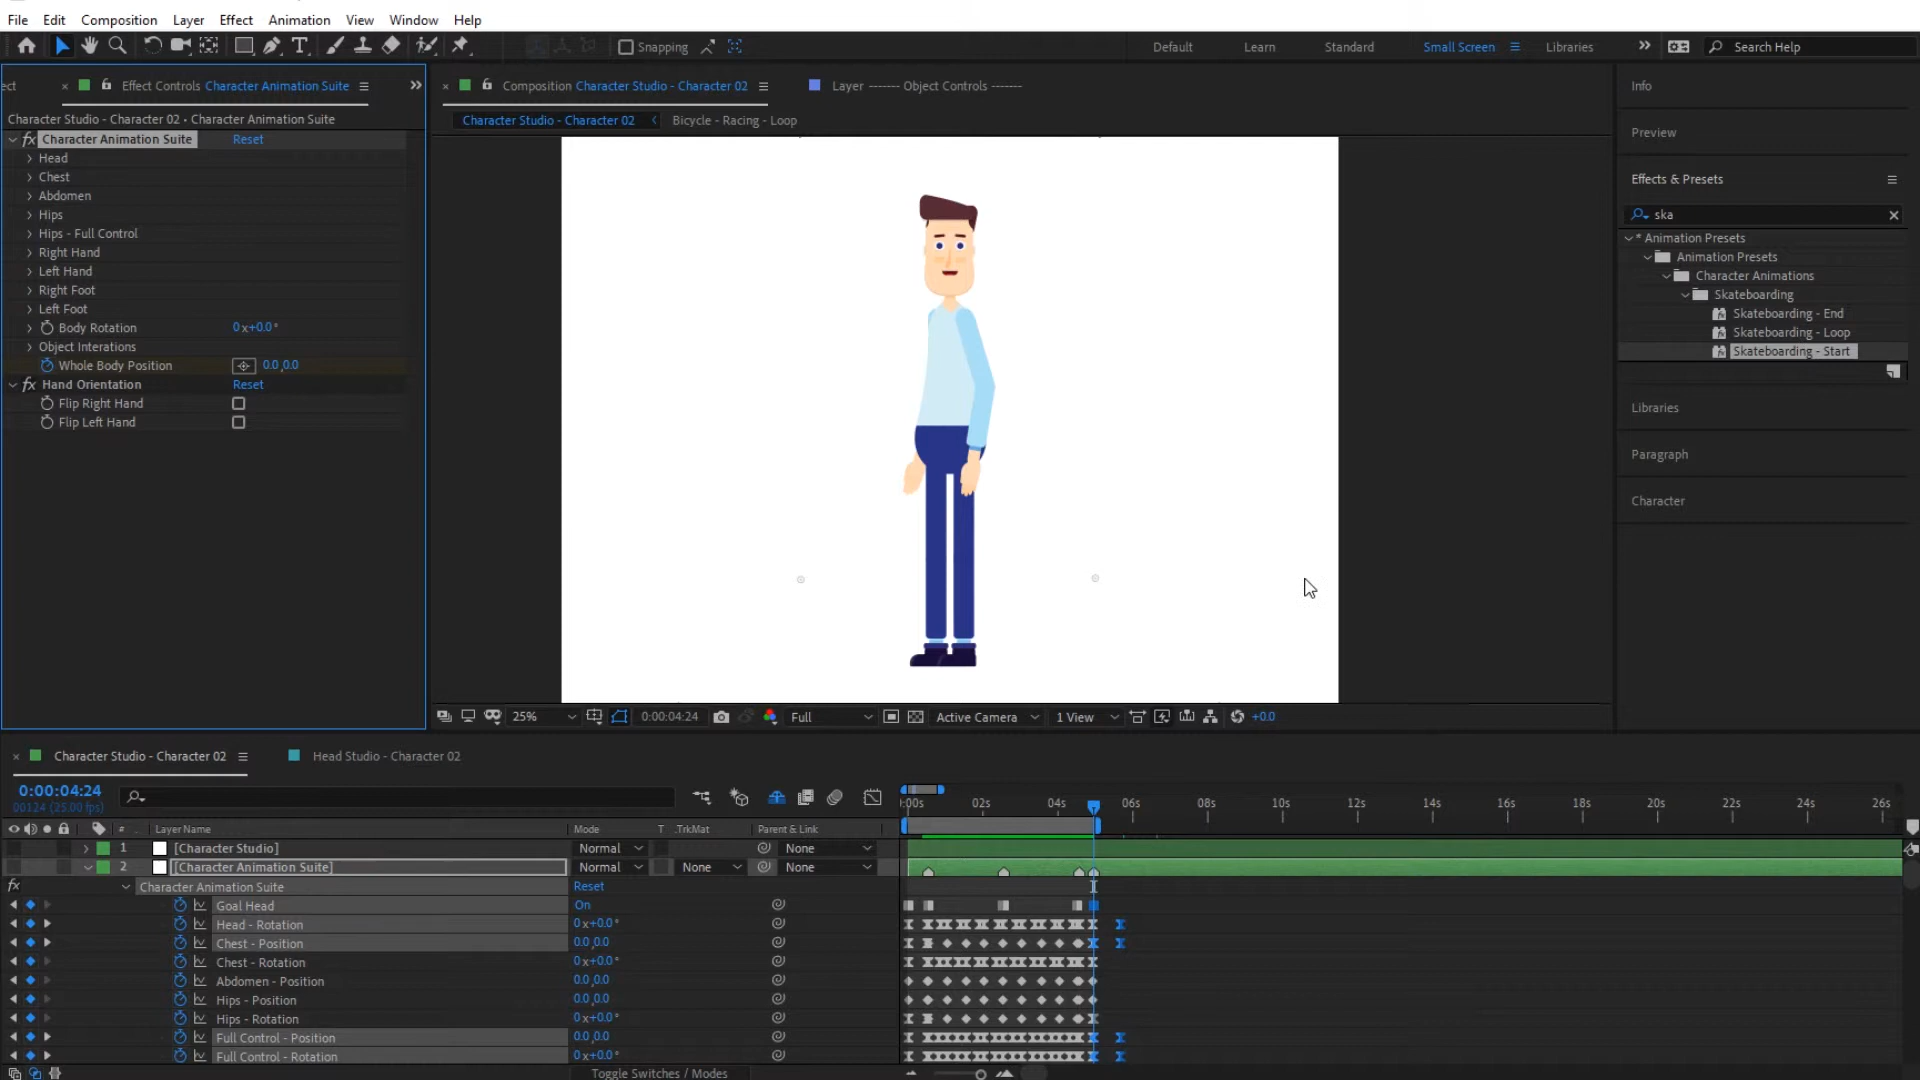 File Edit Composition Layer Effect Animation View Window Help
Snapping Default Learn Standard Small Screen Libraries Search Help
ect Effect Controls Character Animation Suite
Composition Character Studio - Character 02
Layer ------- Object Controls -------
Character Studio - Character 02 • Character Animation Suite
Character Studio - Character 02 Bicycle - Racing - Loop
fx Character Animation Suite Reset
Head
Chest
Abdomen
Hips
Hips - Full Control
Right Hand
Left Hand
Right Foot
Left Foot
Body Rotation 0x+0.0°
Object Interations
Whole Body Position 0.0,0.0
fx Hand Orientation Reset
Flip Right Hand
Flip Left Hand
Info
Preview
Effects & Presets
ska
* Animation Presets
Animation Presets
Character Animations
Skateboarding
Skateboarding - End
Skateboarding - Loop
Skateboarding - Start
Libraries
Paragraph
Character
25% 0:00:04:24 Full Active Camera 1 View +0.0
Character Studio - Character 02 Head Studio - Character 02
0:00:04:24
00124 (25.00 fps)
:00s 02s 04s 06s 08s 10s 12s 14s 16s 18s 20s 22s 24s 26s
# Layer Name Mode T .TrkMat Parent & Link
1 [Character Studio] Normal None
2 [Character Animation Suite] Normal None None
fx Character Animation Suite Reset
Goal Head On
Head - Rotation 0x+0.0°
Chest - Position 0.0,0.0
Chest - Rotation 0x+0.0°
Abdomen - Position 0.0,0.0
Hips - Position 0.0,0.0
Hips - Rotation 0x+0.0°
Full Control - Position 0.0,0.0
Full Control - Rotation 0x+0.0°
Toggle Switches / Modes